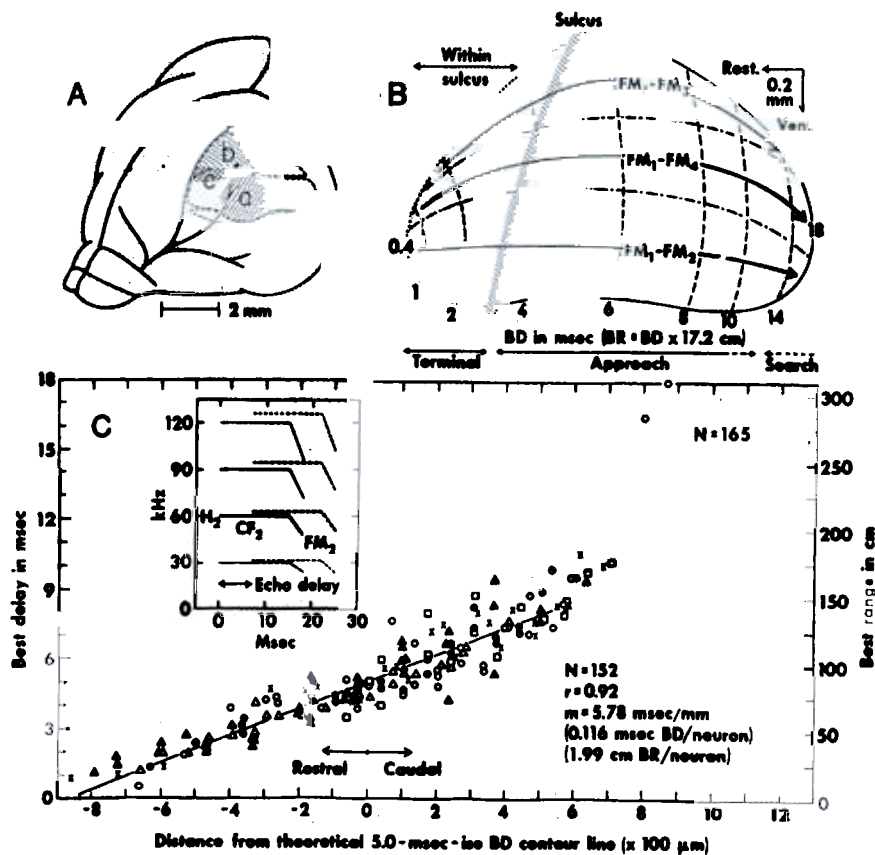 A
b
c
a
2 mm
B
Sulcus
Within
sulcus
Rost.
0.2
mm
Ven.
FM₁-FM₄
FM₁-FM₂
0.4
18
1
2
4
6
8
10
14
BD in msec (BR = BD x 17.2 cm)
Terminal
Approach
Search
C
18
15
12
9
6
3
0
Best delay in msec
300
250
200
150
100
50
0
Best range in cm
N = 165
120
90
60
30
0
kHz
H₂
CF₂
FM₂
Echo delay
0
10
20
30
Msec
N = 152
r = 0.92
m = 5.78 msec/mm
(0.116 msec BD/neuron)
(1.99 cm BR/neuron)
Rostral
Caudal
-8
-6
-4
-2
0
2
4
6
8
10
12
Distance from theoretical 5.0-msec-iso BD contour line (x 100 μm)